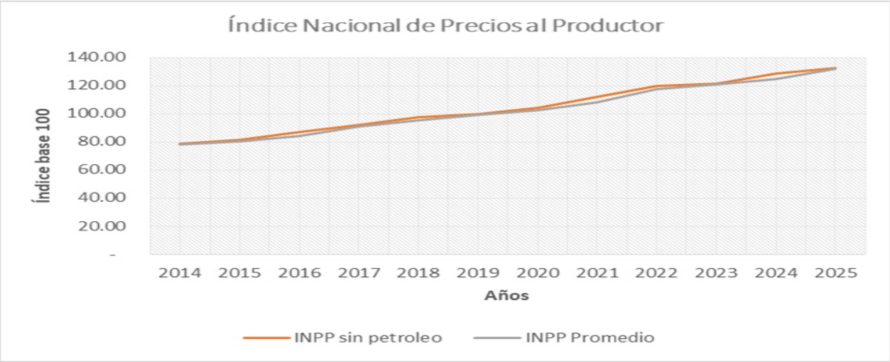 Índice Nacional de Precios al Productor
140.00
120.00
100.00
80.00
60.00
40.00
20.00
-
Índice base 100
2014 2015 2016 2017 2018 2019 2020 2021 2022 2023 2024 2025
Años
INPP sin petroleo INPP Promedio